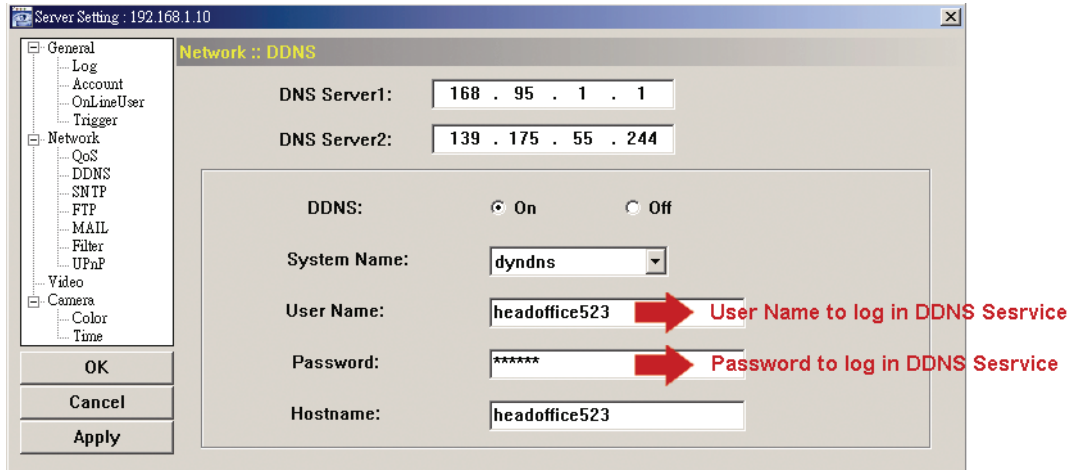 Server Setting : 192.168.1.10
General
Log
Account
OnLineUser
Trigger
Network
QoS
DDNS
SNTP
FTP
MAIL
Filter
UPnP
Video
Camera
Color
Time
OK
Cancel
Apply
Network :: DDNS
DNS Server1: 168 . 95 . 1 . 1
DNS Server2: 139 . 175 . 55 . 244
DDNS: On Off
System Name: dyndns
User Name: headoffice523 User Name to log in DDNS Sesrvice
Password: ****** Password to log in DDNS Sesrvice
Hostname: headoffice523